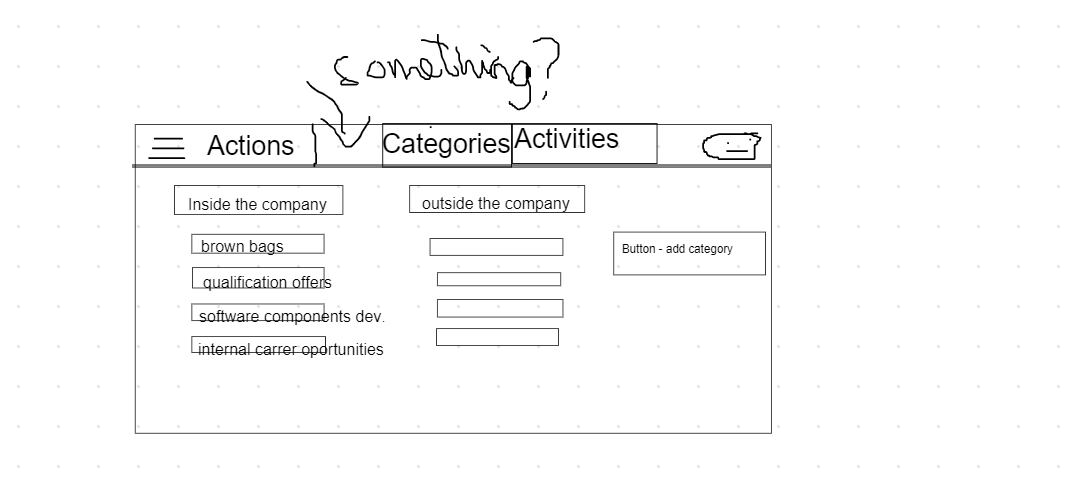 something?
Actions Categories Activities
Inside the company outside the company
brown bags Button - add category
qualification offers
software components dev.
internal carrer oportunities